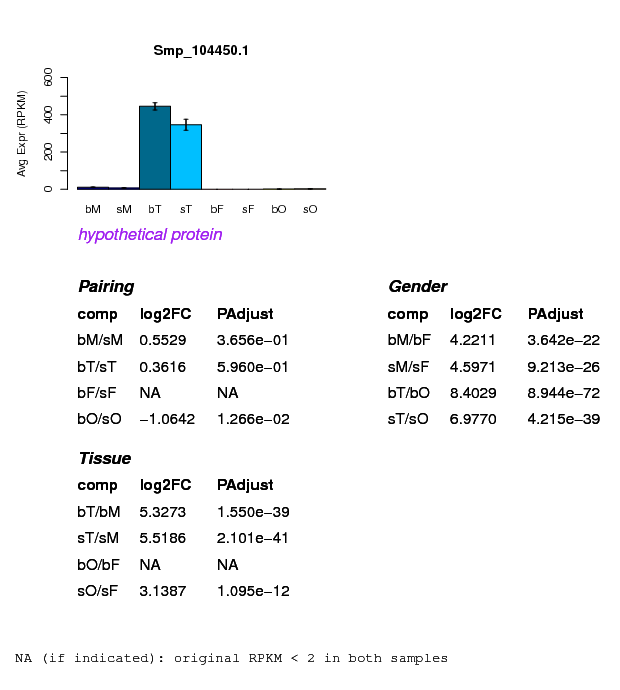 Smp_104450.1
600
400
200
0
Avg Expr (RPKM)
bM sM bT sT bF sF bO sO
hypothetical protein
Pairing
comp log2FC PAdjust
bM/sM 0.5529 3.656e−01
bT/sT 0.3616 5.960e−01
bF/sF NA NA
bO/sO −1.0642 1.266e−02
Gender
comp log2FC PAdjust
bM/bF 4.2211 3.642e−22
sM/sF 4.5971 9.213e−26
bT/bO 8.4029 8.944e−72
sT/sO 6.9770 4.215e−39
Tissue
comp log2FC PAdjust
bT/bM 5.3273 1.550e−39
sT/sM 5.5186 2.101e−41
bO/bF NA NA
sO/sF 3.1387 1.095e−12
NA (if indicated): original RPKM < 2 in both samples